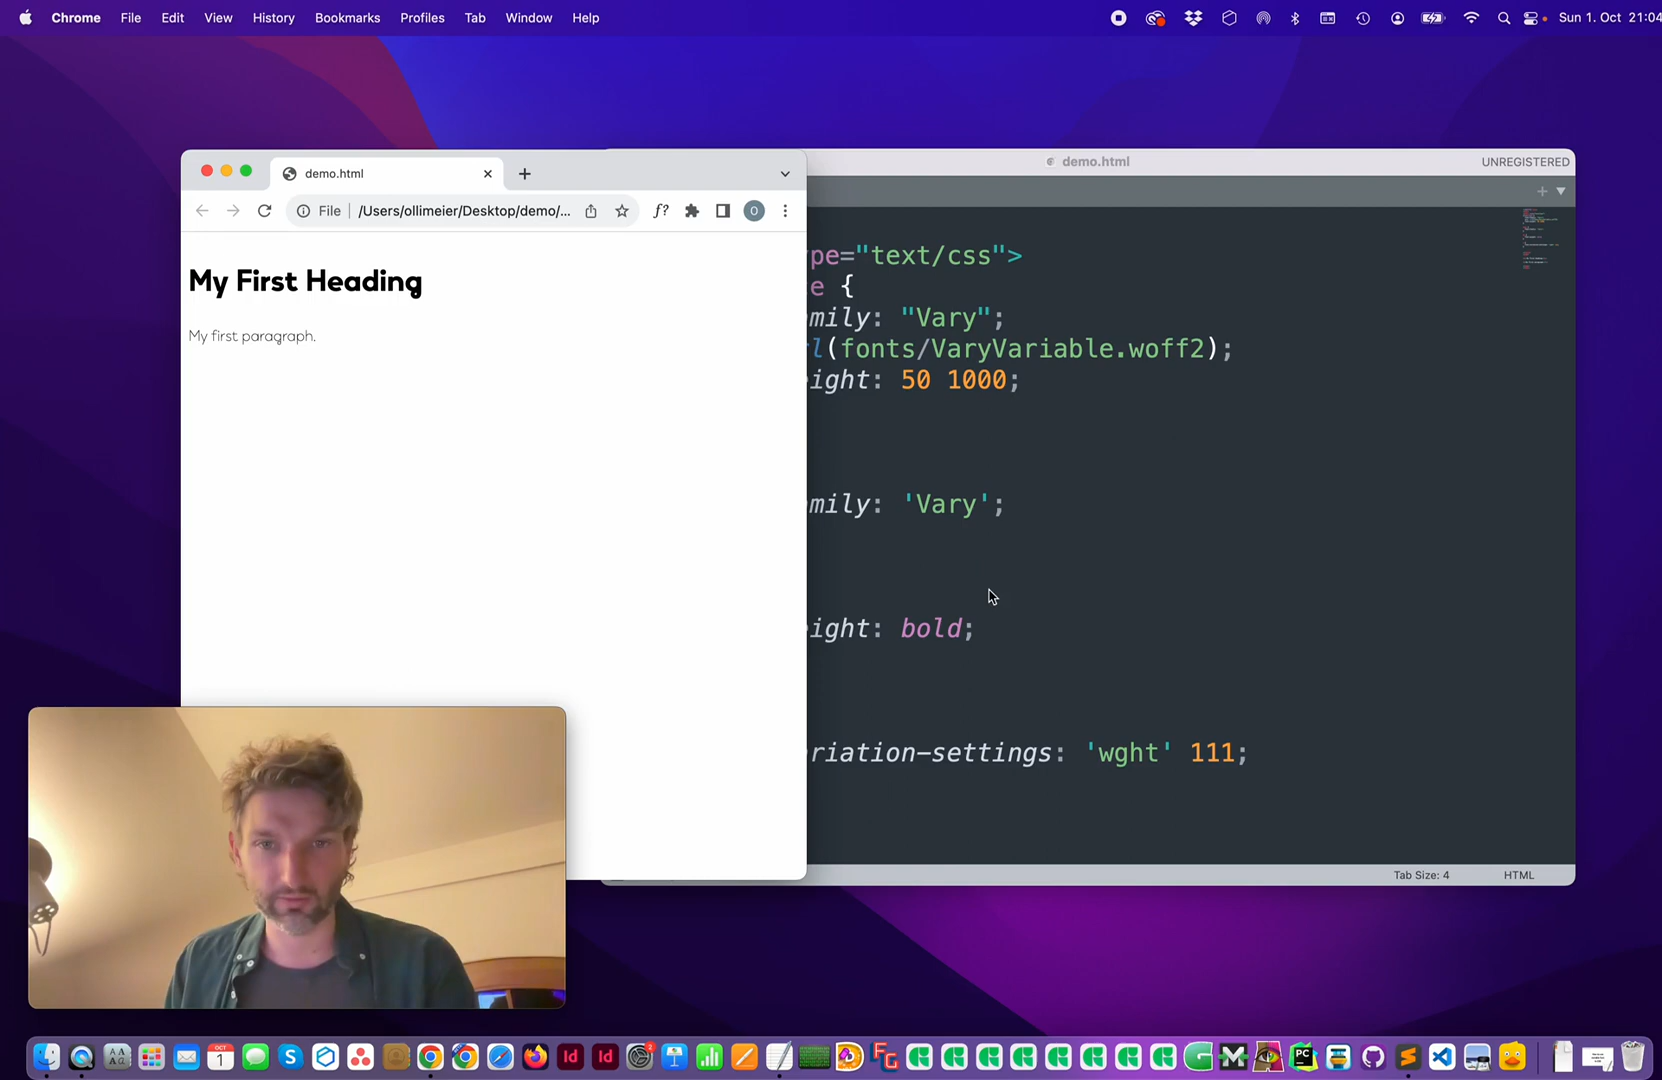 Chrome File Edit View History Bookmarks Profiles Tab Window Help Sun 1. Oct 21:04
demo.html
UNREGISTERED
demo.html
File /Users/ollimeier/Desktop/demo/... f? O
My First Heading
My first paragraph.
ype="text/css">
e {
mily: "Vary";
l(fonts/VaryVariable.woff2);
ight: 50 1000;
mily: 'Vary';
ight: bold;
riation-settings: 'wght' 111;
Tab Size: 4 HTML